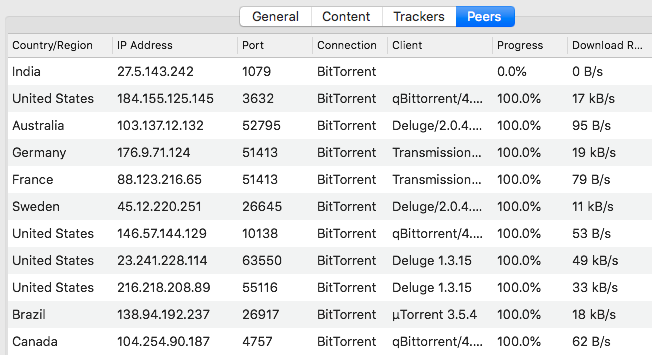 General Content Trackers Peers
Country/Region IP Address Port Connection Client Progress Download R...
India 27.5.143.242 1079 BitTorrent 0.0% 0 B/s
United States 184.155.125.145 3632 BitTorrent qBittorrent/4.... 100.0% 17 kB/s
Australia 103.137.12.132 52795 BitTorrent Deluge/2.0.4.... 100.0% 95 B/s
Germany 176.9.71.124 51413 BitTorrent Transmission... 100.0% 19 kB/s
France 88.123.216.65 51413 BitTorrent Transmission... 100.0% 79 B/s
Sweden 45.12.220.251 26645 BitTorrent Deluge/2.0.4.... 100.0% 11 kB/s
United States 146.57.144.129 10138 BitTorrent qBittorrent/4.... 100.0% 53 B/s
United States 23.241.228.114 63550 BitTorrent Deluge 1.3.15 100.0% 49 kB/s
United States 216.218.208.89 55116 BitTorrent Deluge 1.3.15 100.0% 33 kB/s
Brazil 138.94.192.237 26917 BitTorrent µTorrent 3.5.4 100.0% 18 kB/s
Canada 104.254.90.187 4757 BitTorrent qBittorrent/4.... 100.0% 62 B/s